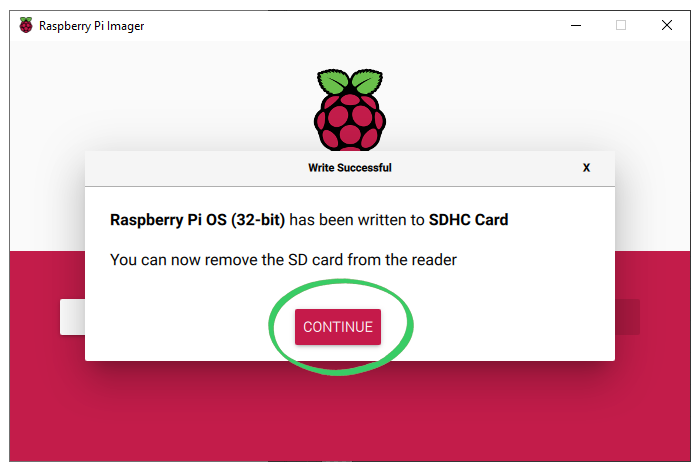 Raspberry Pi Imager
Write Successful
X
Raspberry Pi OS (32-bit) has been written to SDHC Card
You can now remove the SD card from the reader
CONTINUE